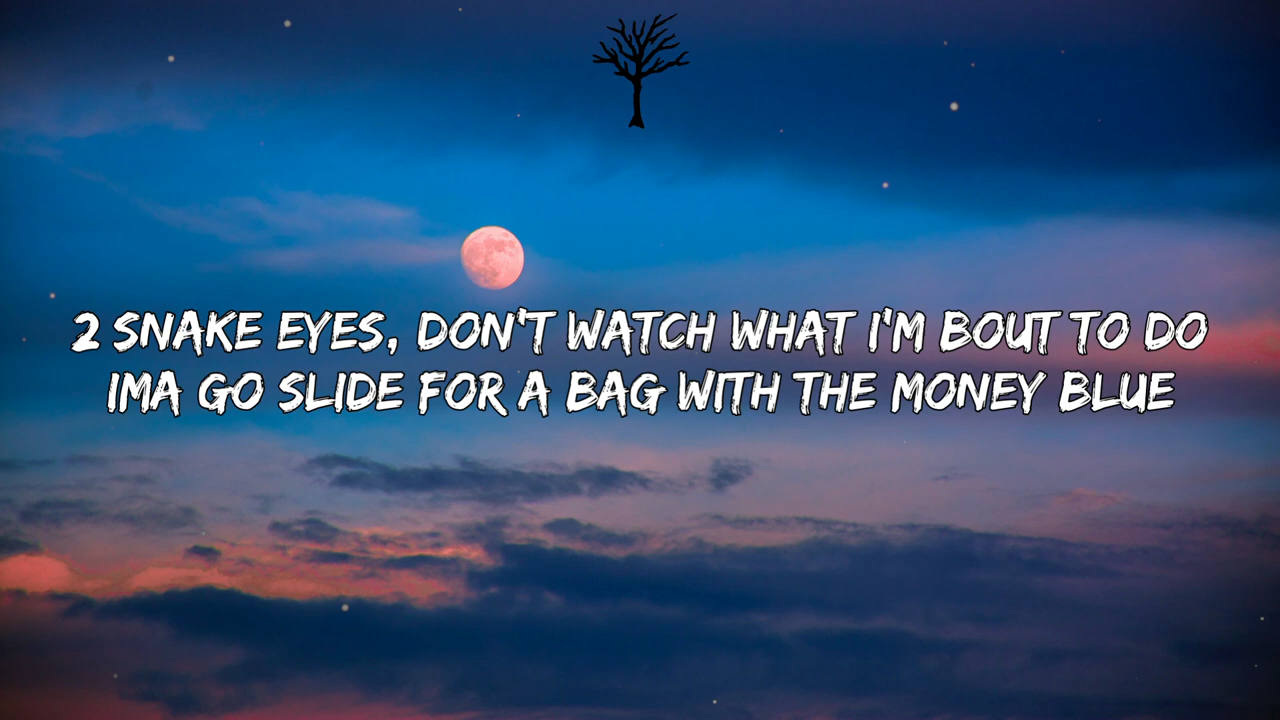 2 SNAKE EYES, DON'T WATCH WHAT I'M BOUT TO DO
IMA GO SLIDE FOR A BAG WITH THE MONEY BLUE